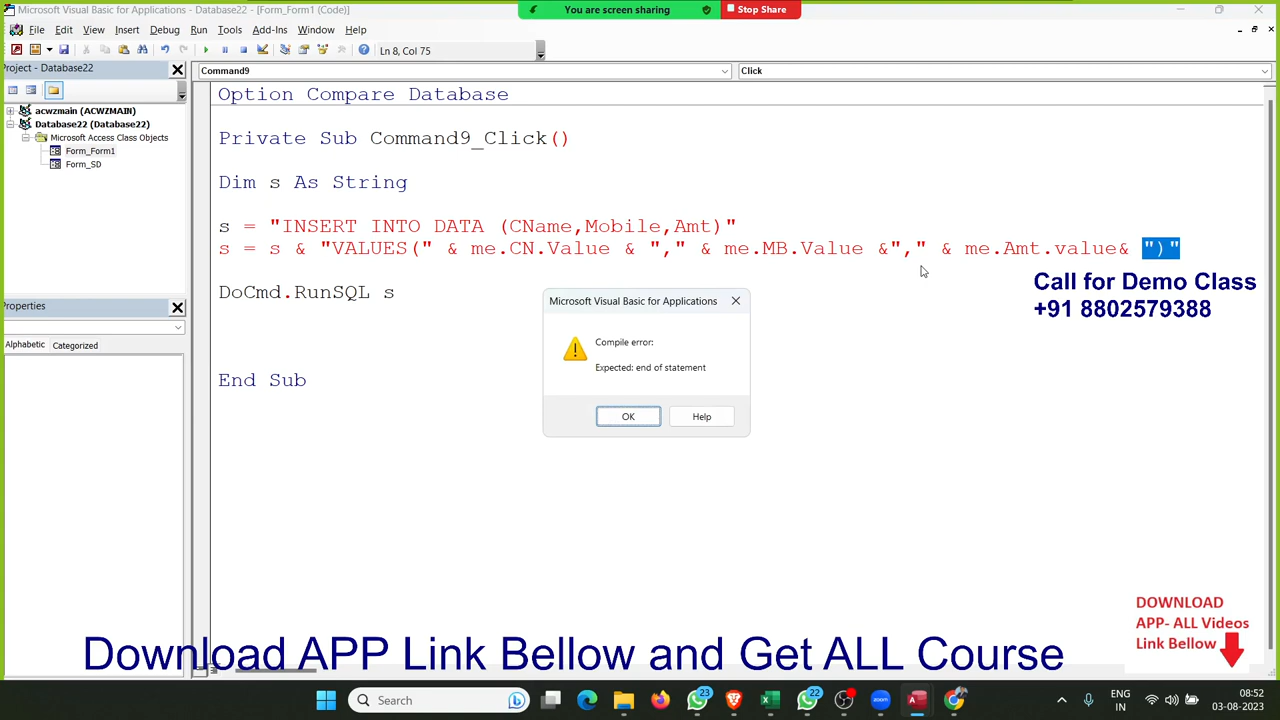 Microsoft Visual Basic for Applications - Database22 - [Form_Form1 (Code)]
You are screen sharing
Stop Share
File Edit View Insert Debug Run Tools Add-Ins Window Help
Ln 8, Col 75
Project - Database22
Command9
Click
acwzmain (ACWZMAIN)
Database22 (Database22)
Microsoft Access Class Objects
Form_Form1
Form_SD
Option Compare Database
Private Sub Command9_Click()
Dim s As String
s = "INSERT INTO DATA (CName,Mobile,Amt)"
s = s & "VALUES(" & me.CN.Value & "," & me.MB.Value &"," & me.Amt.value& ")"
DoCmd.RunSQL s
End Sub
Properties
Alphabetic Categorized
Microsoft Visual Basic for Applications
Compile error:
Expected: end of statement
OK
Help
Call for Demo Class
+91 8802579388
DOWNLOAD
APP- ALL Videos
Link Bellow
Download APP Link Bellow and Get ALL Course
Search
23
22
zoom
ENG
IN
08:52
03-08-2023